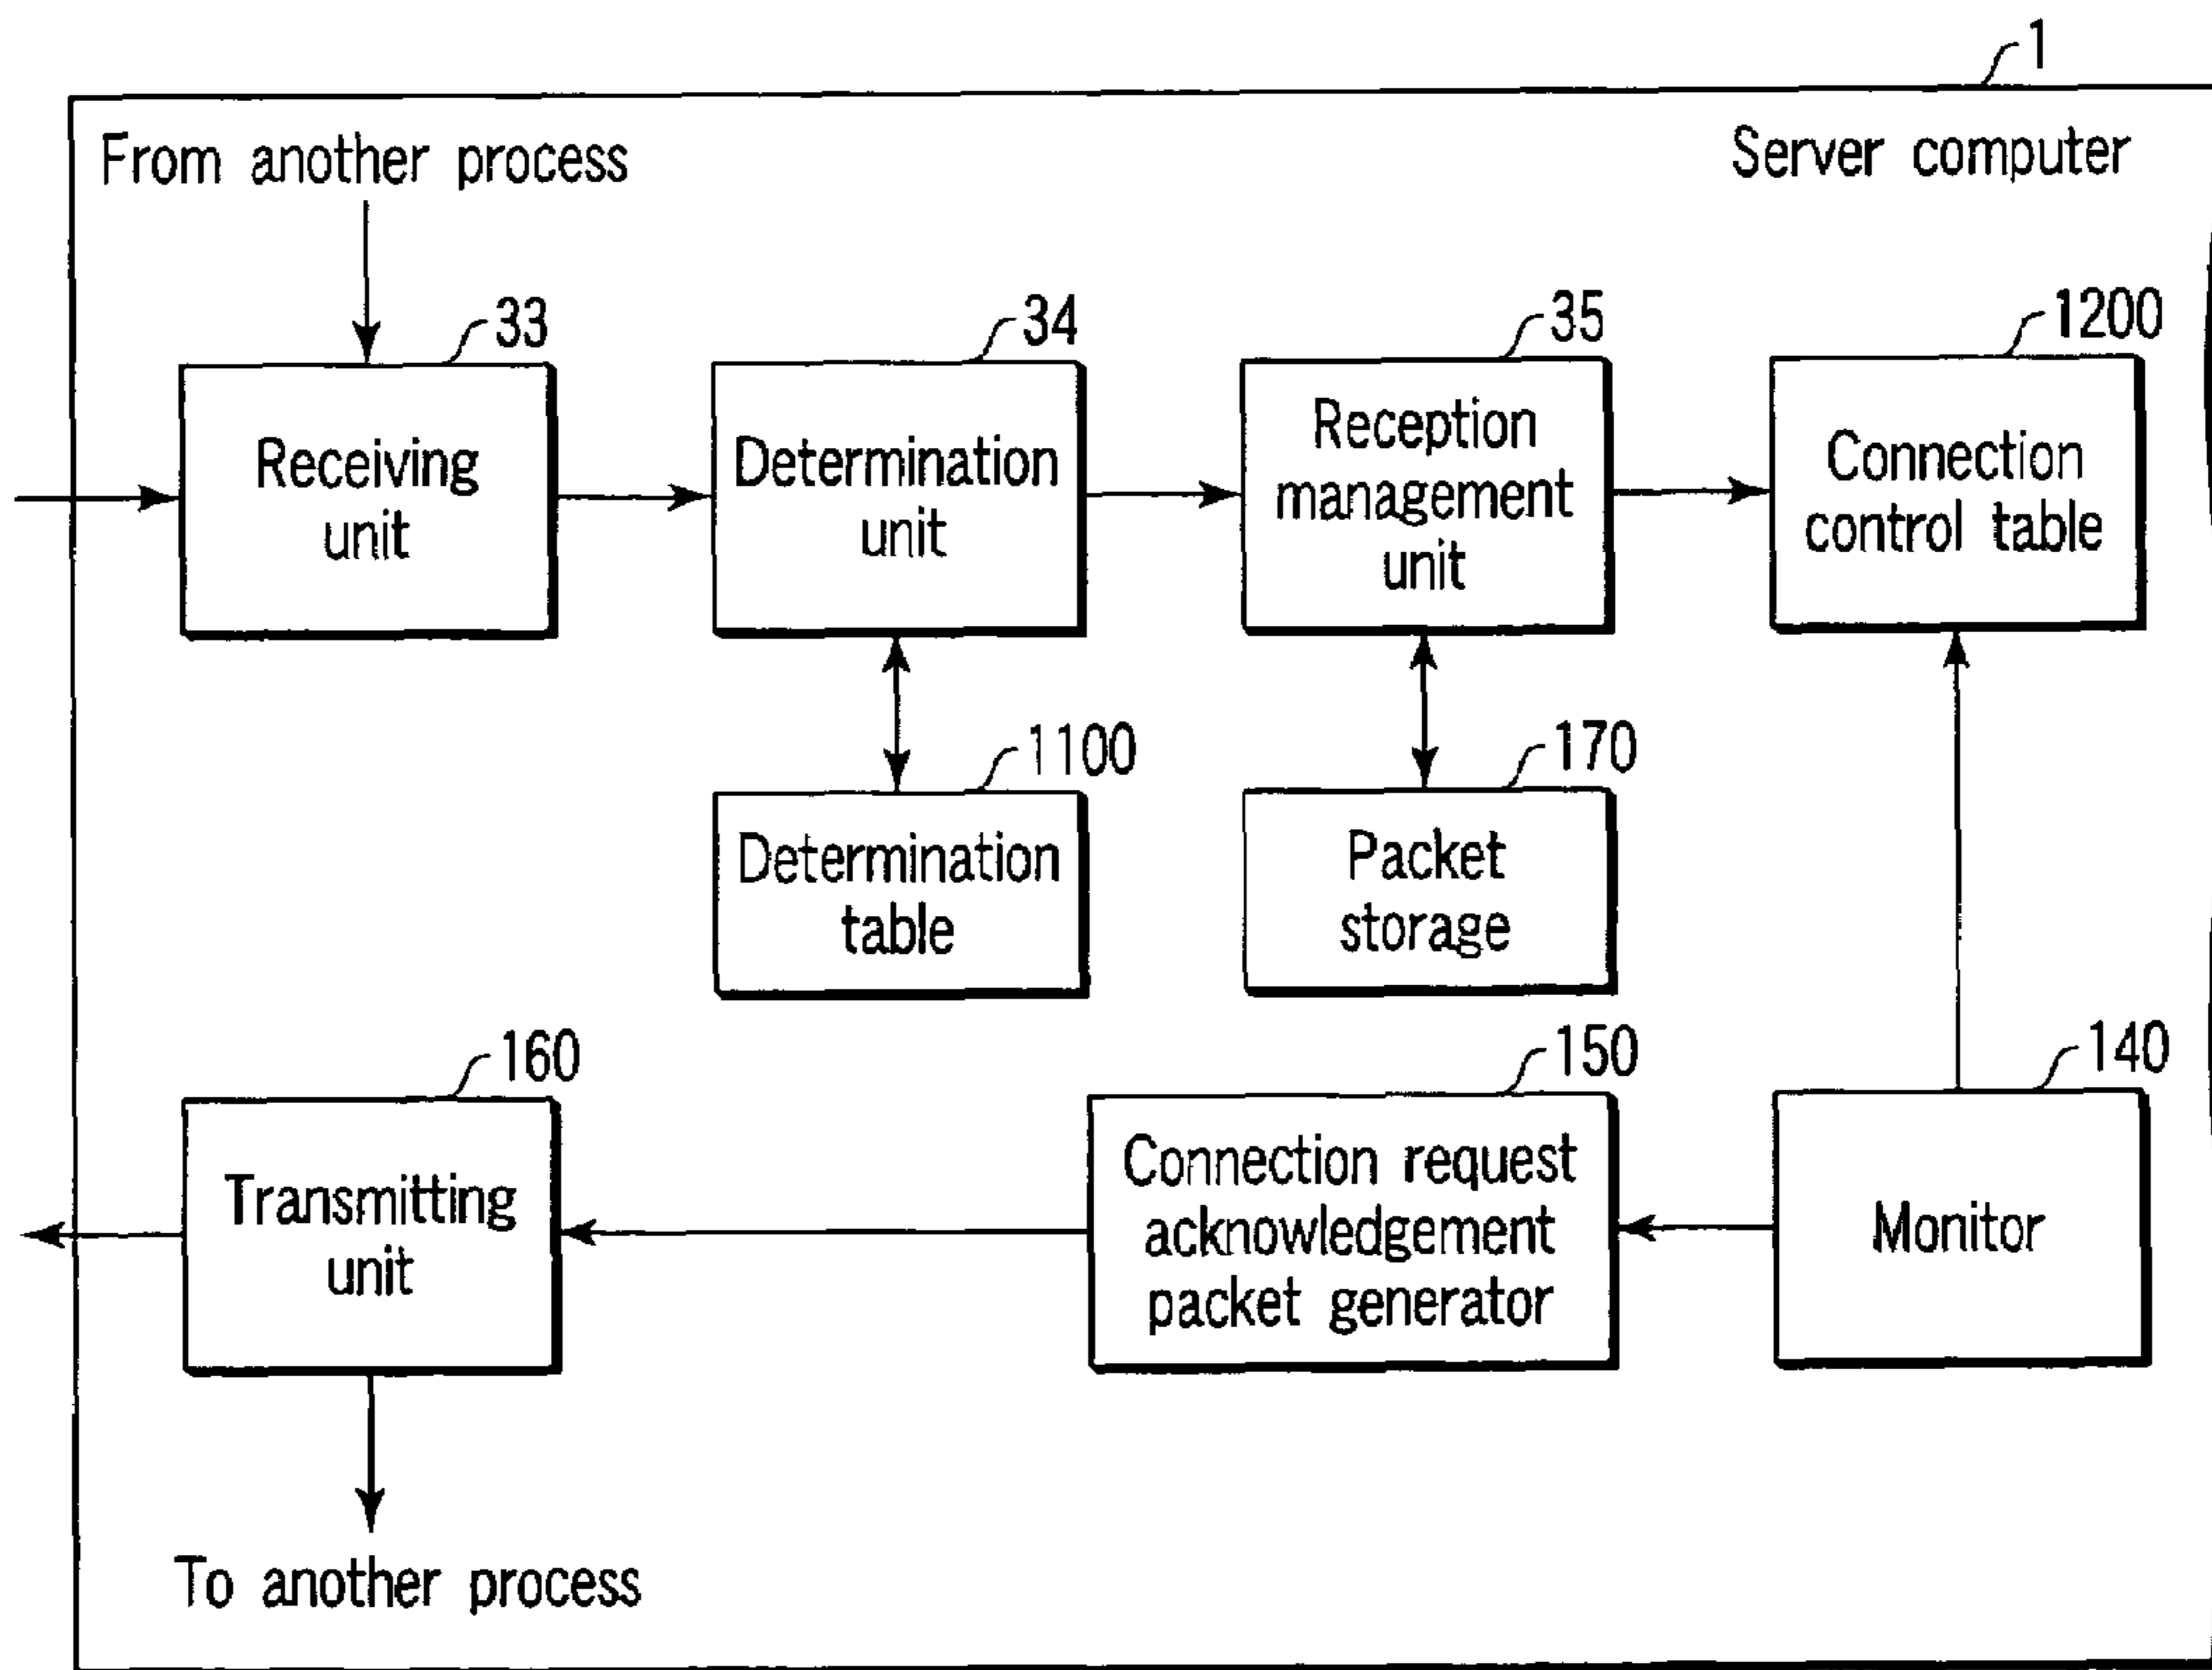 1
From another process
Server computer
33
34
35
1200
Receiving
unit
Determination
unit
Reception
management
unit
Connection
control table
1100
170
Determination
table
Packet
storage
160
150
140
Transmitting
unit
Connection request
acknowledgement
packet generator
Monitor
To another process